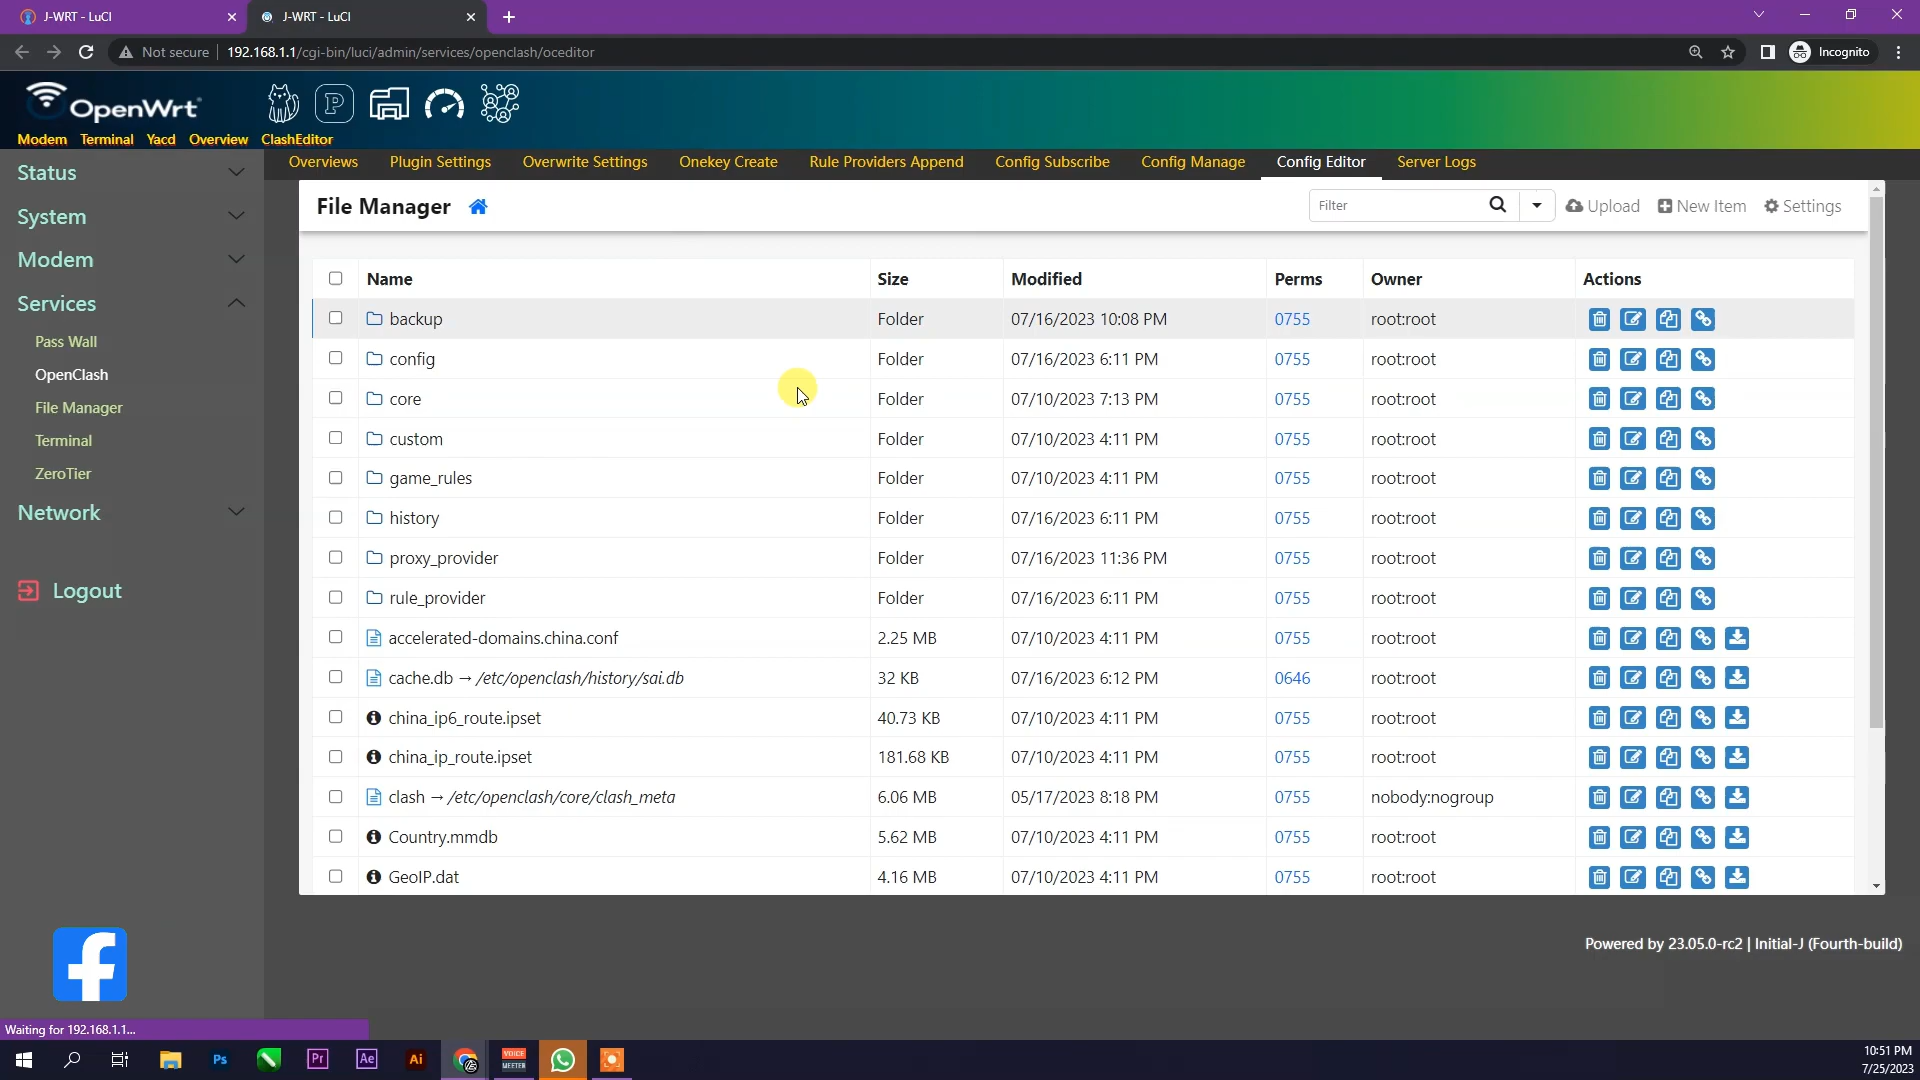 J-WRT - LuCI
J-WRT - LuCI
Not secure 192.168.1.1/cgi-bin/luci/admin/services/openclash/oceditor
Incognito
OpenWrt
P
Modem Terminal Yacd Overview ClashEditor
Overviews Plugin Settings Overwrite Settings Onekey Create Rule Providers Append Config Subscribe Config Manage Config Editor Server Logs
Status
System
Modem
Services
Pass Wall
OpenClash
File Manager
Terminal
ZeroTier
Network
Logout
File Manager
Filter
Upload
New Item
Settings
Name Size Modified Perms Owner Actions
backup Folder 07/16/2023 10:08 PM 0755 root:root
config Folder 07/16/2023 6:11 PM 0755 root:root
core Folder 07/10/2023 7:13 PM 0755 root:root
custom Folder 07/10/2023 4:11 PM 0755 root:root
game_rules Folder 07/10/2023 4:11 PM 0755 root:root
history Folder 07/16/2023 6:11 PM 0755 root:root
proxy_provider Folder 07/16/2023 11:36 PM 0755 root:root
rule_provider Folder 07/16/2023 6:11 PM 0755 root:root
accelerated-domains.china.conf 2.25 MB 07/10/2023 4:11 PM 0755 root:root
cache.db → /etc/openclash/history/sai.db 32 KB 07/16/2023 6:12 PM 0646 root:root
china_ip6_route.ipset 40.73 KB 07/10/2023 4:11 PM 0755 root:root
china_ip_route.ipset 181.68 KB 07/10/2023 4:11 PM 0755 root:root
clash → /etc/openclash/core/clash_meta 6.06 MB 05/17/2023 8:18 PM 0755 nobody:nogroup
Country.mmdb 5.62 MB 07/10/2023 4:11 PM 0755 root:root
GeoIP.dat 4.16 MB 07/10/2023 4:11 PM 0755 root:root
Powered by 23.05.0-rc2 | Initial-J (Fourth-build)
f
Waiting for 192.168.1.1...
Ps
Pr
Ae
Ai
VOICE
MEETER
10:51 PM
7/25/2023